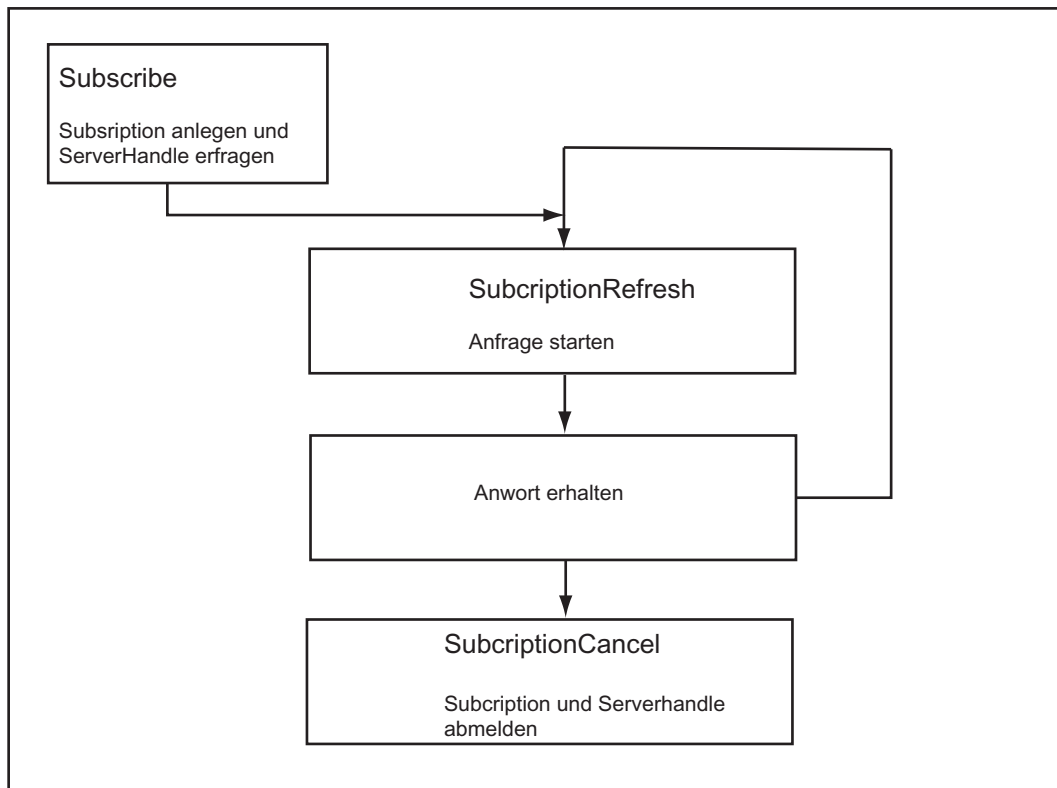 Subscribe
Subsription anlegen und
ServerHandle erfragen
SubcriptionRefresh
Anfrage starten
Anwort erhalten
SubcriptionCancel
Subcription und Serverhandle
abmelden